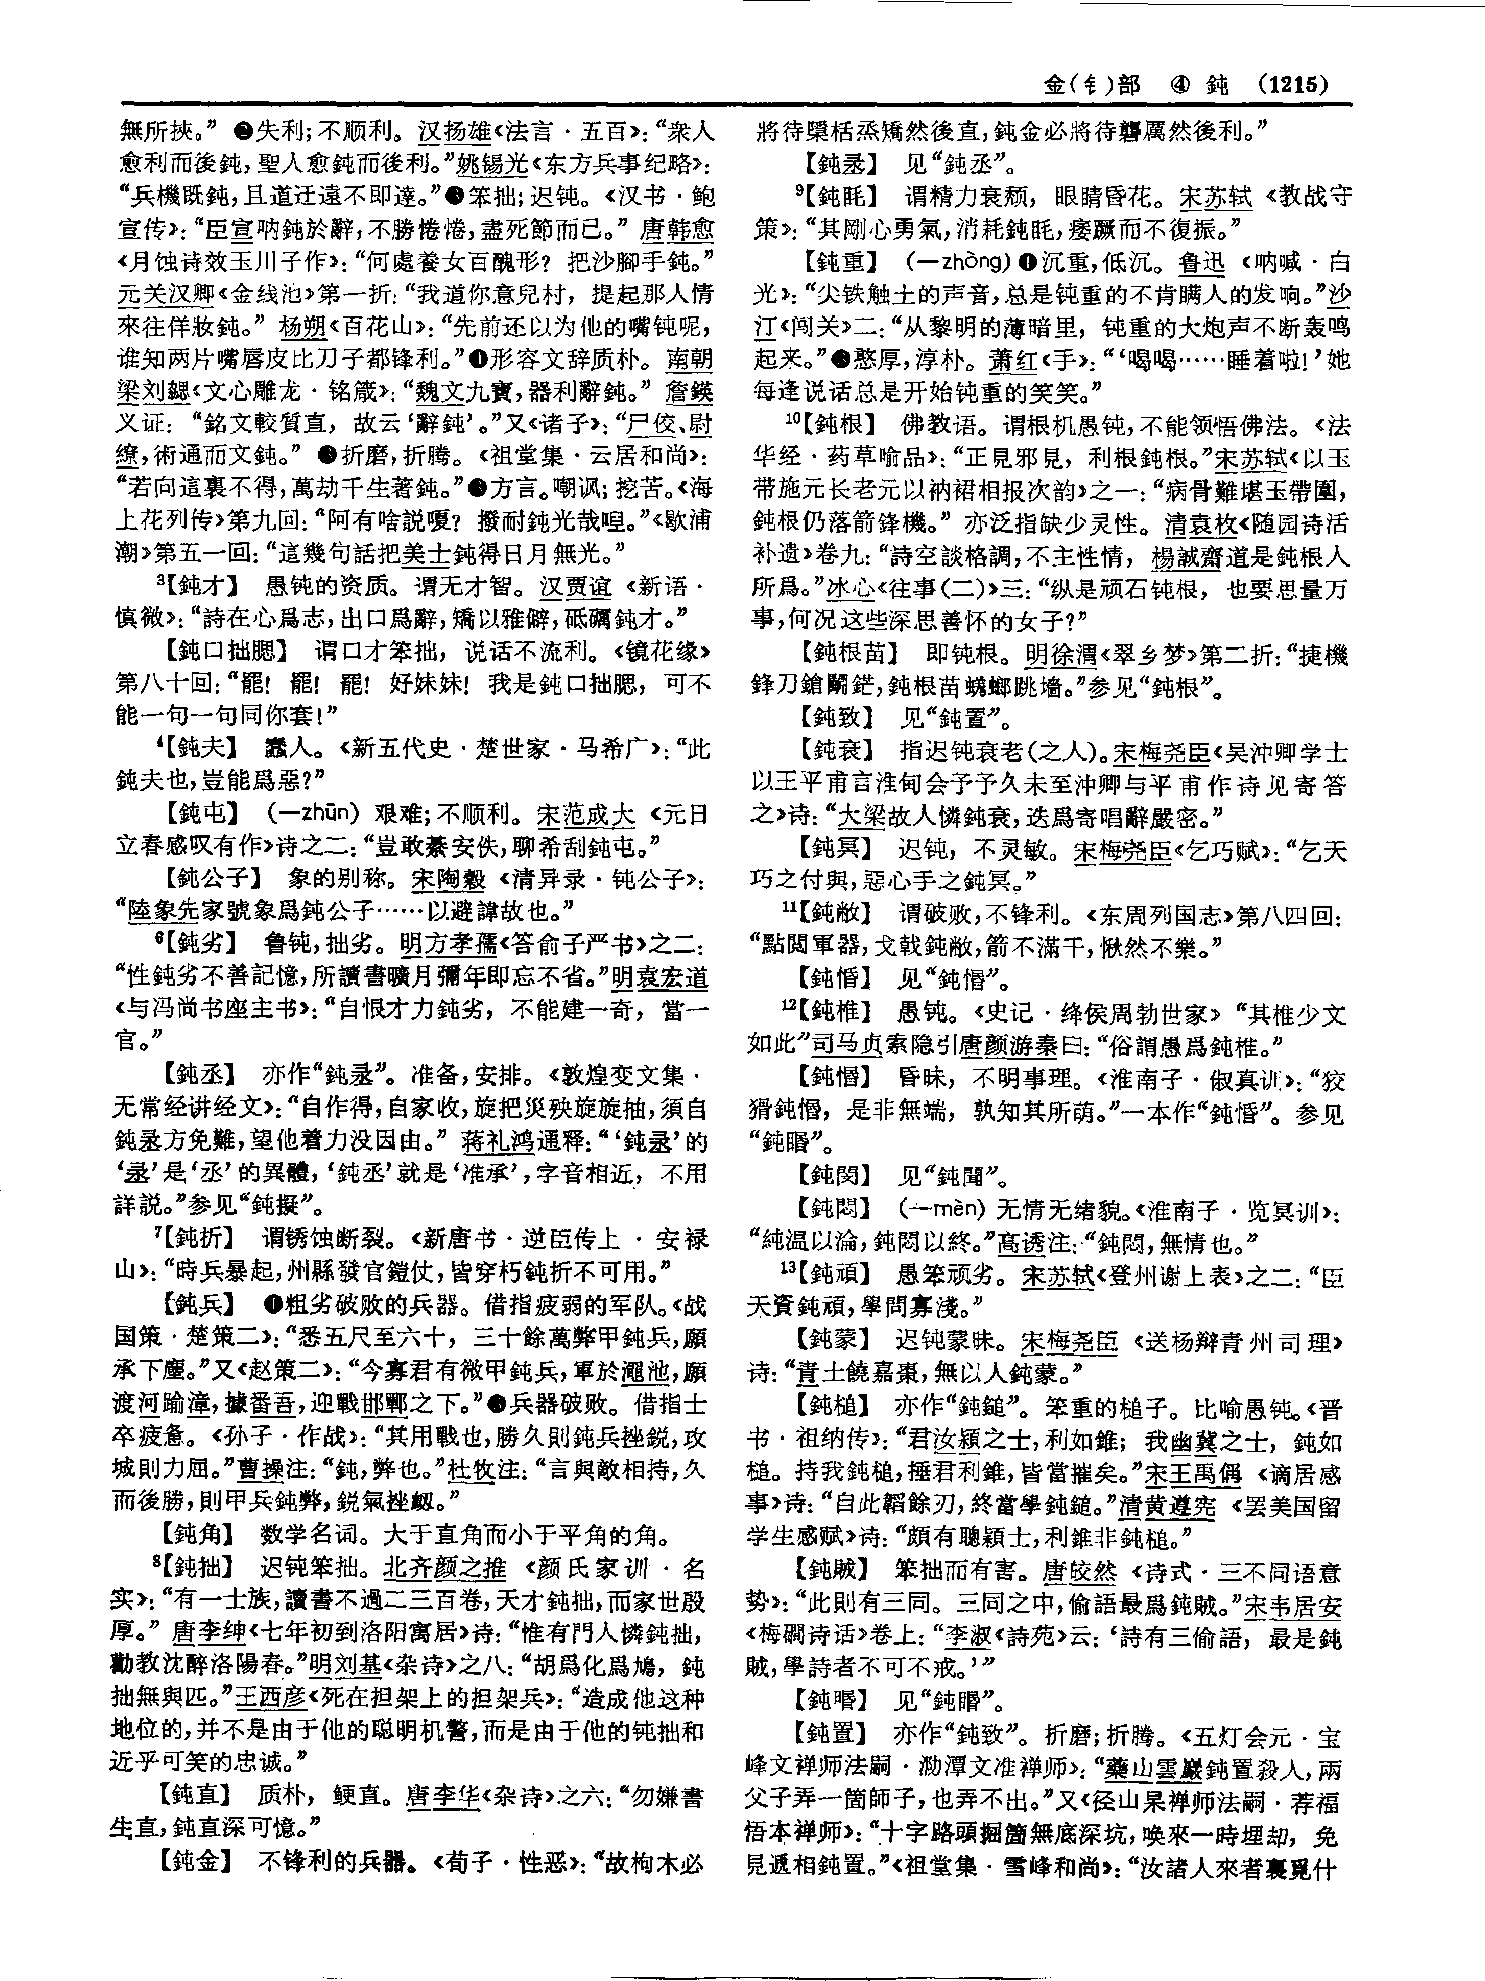 金(钅)部　④　鈍　(1215)
無所挾。”❷失利;不顺利。汉扬雄《法言·五百》:“衆人
愈利而後鈍,聖人愈鈍而後利。”姚锡光《东方兵事纪略》:
“兵機既鈍,且道迂遠不即達。”❸笨拙;迟钝。《汉书·鲍
宣传》:“臣宣呐鈍於辭,不勝惓惓,盡死節而已。”唐韩愈
《月蚀诗效玉川子作》:“何處養女百醜形?把沙脚手鈍。”
元关汉卿《金线池》第一折:“我道你意兒村,提起那人情
來往佯妝鈍。”杨朔《百花山》:“先前还以为他的嘴钝呢,
谁知两片嘴唇皮比刀子都锋利。”❹形容文辞质朴。南朝
梁刘勰《文心雕龙·铭箴》:“魏文九寶,器利辭鈍。”詹鍈
义证:“銘文較質直,故云‘辭鈍’。”又《诸子》:“尸佼、尉
繚,術通而文鈍。”❺折磨,折腾。《祖堂集·云居和尚》:
“若向這裏不得,萬劫千生著鈍。”❻方言。嘲讽;挖苦。《海
上花列传》第九回:“阿有啥説嗄?撥耐鈍光哉㖸。”《歇浦
潮》第五一回:“這幾句話把美士鈍得日月無光。”
³【鈍才】　愚钝的资质。谓无才智。汉贾谊《新语·
慎微》:“詩在心爲志,出口爲辭,矯以雅僻,砥礪鈍才。”
【鈍口拙腮】　谓口才笨拙,说话不流利。《镜花缘》
第八十回:“罷!罷!罷!好妹妹!我是鈍口拙腮,可不
能一句一句同你套!”
⁴【鈍夫】　蠢人。《新五代史·楚世家·马希广》:“此
鈍夫也,豈能爲惡?”
【鈍屯】　(—zhūn)艰难;不顺利。宋范成大《元日
立春感叹有作》诗之二:“豈敢綦安佚,聊希刮鈍屯。”
【鈍公子】　象的别称。宋陶穀《清异录·钝公子》:
“陸象先家號象爲鈍公子……以避諱故也。”
⁶【鈍劣】　鲁钝,拙劣。明方孝孺《答俞子严书》之二:
“性鈍劣不善記憶,所讀書曠月彌年即忘不省。”明袁宏道
《与冯尚书座主书》:“自恨才力鈍劣,不能建一奇,當一
官。”
【鈍丞】　亦作“鈍氶”。准备,安排。《敦煌变文集·
无常经讲经文》:“自作得,自家收,旋把災殃旋旋抽,須自
鈍氶方免難,望他着力没因由。”蒋礼鸿通释:“‘鈍氶’的
‘氶’是‘丞’的異體,‘鈍丞’就是‘准承’,字音相近,不用
詳説。”参见“鈍擬”。
⁷【鈍折】　谓锈蚀断裂。《新唐书·逆臣传上·安禄
山》:“時兵暴起,州縣發官鎧仗,皆穿朽鈍折不可用。”
【鈍兵】　❶粗劣破败的兵器。借指疲弱的军队。《战
国策·楚策二》:“悉五尺至六十,三十餘萬弊甲鈍兵,願
承下塵。”又《赵策二》:“今寡君有微甲鈍兵,軍於澠池,願
渡河踰漳,據番吾,迎戰邯鄲之下。”❷兵器破败。借指士
卒疲惫。《孙子·作战》:“其用戰也,勝久則鈍兵挫鋭,攻
城則力屈。”曹操注:“鈍,弊也。”杜牧注:“言與敵相持,久
而後勝,則甲兵鈍弊,鋭氣挫衂。”
【鈍角】　数学名词。大于直角而小于平角的角。
⁸【鈍拙】　迟钝笨拙。北齐颜之推《颜氏家训·名
实》:“有一士族,讀書不過二三百卷,天才鈍拙,而家世殷
厚。”唐李绅《七年初到洛阳寓居》诗:“惟有門人憐鈍拙,
勸教沈醉洛陽春。”明刘基《杂诗》之八:“胡爲化爲鳩,鈍
拙無與匹。”王西彦《死在担架上的担架兵》:“造成他这种
地位的,并不是由于他的聪明机警,而是由于他的钝拙和
近乎可笑的忠诚。”
【鈍直】　质朴,鲠直。唐李华《杂诗》之六:“勿嫌書
生直,鈍直深可憶。”
【鈍金】　不锋利的兵器。《荀子·性恶》:“故枸木必
將待檃栝烝矯然後直,鈍金必將待礱厲然後利。”
【鈍氶】　见“鈍丞”。
⁹【鈍眊】　谓精力衰颓,眼睛昏花。宋苏轼《教战守
策》:“其剛心勇氣,消耗鈍眊,痿蹶而不復振。”
【鈍重】　(—zhòng)❶沉重,低沉。鲁迅《呐喊·白
光》:“尖铁触土的声音,总是钝重的不肯瞒人的发响。”沙
汀《闯关》二:“从黎明的薄暗里,钝重的大炮声不断轰鸣
起来。”❷憨厚,淳朴。萧红《手》:“‘喝喝……睡着啦!’她
每逢说话总是开始钝重的笑笑。”
¹⁰【鈍根】　佛教语。谓根机愚钝,不能领悟佛法。《法
华经·药草喻品》:“正見邪見,利根鈍根。”宋苏轼《以玉
带施元长老元以衲裙相报次韵》之一:“病骨難堪玉帶圍,
鈍根仍落箭鋒機。”亦泛指缺少灵性。清袁枚《随园诗话
补遗》卷九:“詩空談格調,不主性情,楊誠齋道是鈍根人
所爲。”冰心《往事(二)》三:“纵是顽石钝根,也要思量万
事,何况这些深思善怀的女子?”
【鈍根苗】　即钝根。明徐渭《翠乡梦》第二折:“捷機
鋒刀鎗鬭鋩,鈍根苗蜣螂跳墙。”参见“鈍根”。
【鈍致】　见“鈍置”。
【鈍衰】　指迟钝衰老(之人)。宋梅尧臣《吴沖卿学士
以王平甫言淮甸会予予久未至沖卿与平甫作诗见寄答
之》诗:“大梁故人憐鈍衰,迭爲寄唱辭嚴密。”
【鈍冥】　迟钝,不灵敏。宋梅尧臣《乞巧赋》:“乞天
巧之付與,惡心手之鈍冥。”
¹¹【鈍敝】　谓破败,不锋利。《东周列国志》第八四回:
“點閲軍器,戈戟鈍敝,箭不滿千,愀然不樂。”
【鈍惛】　见“鈍㥧”。
¹²【鈍椎】　愚钝。《史记·绛侯周勃世家》“其椎少文
如此”司马贞索隐引唐颜游秦曰:“俗謂愚爲鈍椎。”
【鈍㥧】　昏昧,不明事理。《淮南子·俶真训》:“狡
猾鈍㥧,是非無端,孰知其所萌。”一本作“鈍惛”。参见
“鈍㬆”。
【鈍閔】　见“鈍聞”。
【鈍悶】　(—mèn)无情无绪貌。《淮南子·览冥训》:
“純温以淪,鈍悶以終。”高诱注:“鈍悶,無情也。”
¹³【鈍頑】　愚笨顽劣。宋苏轼《登州谢上表》之二:“臣
天資鈍頑,學問寡淺。”
【鈍蒙】　迟钝蒙昧。宋梅尧臣《送杨辩青州司理》
诗:“青土饒嘉棗,無以人鈍蒙。”
【鈍槌】　亦作“鈍鎚”。笨重的槌子。比喻愚钝。《晋
书·祖纳传》:“君汝潁之士,利如錐;我幽冀之士,鈍如
槌。持我鈍槌,捶君利錐,皆當摧矣。”宋王禹偁《谪居感
事》诗:“自此韜餘刃,終當學鈍鎚。”清黄遵宪《罢美国留
学生感赋》诗:“頗有聰穎士,利錐非鈍槌。”
【鈍賊】　笨拙而有害。唐皎然《诗式·三不同语意
势》:“此則有三同。三同之中,偷語最爲鈍賊。”宋韦居安
《梅磵诗话》卷上:“李淑《詩苑》云:‘詩有三偷語,最是鈍
賊,學詩者不可不戒。’”
【鈍㬆】　见“鈍㬆”。
【鈍置】　亦作“鈍致”。折磨;折腾。《五灯会元·宝
峰文禅师法嗣·泐潭文准禅师》:“藥山雲巖鈍置殺人,兩
父子弄一箇師子,也弄不出。”又《径山杲禅师法嗣·荐福
悟本禅师》:“十字路頭掘箇無底深坑,唤來一時埋却,免
見遞相鈍置。”《祖堂集·雪峰和尚》:“汝諸人來者裏覓什